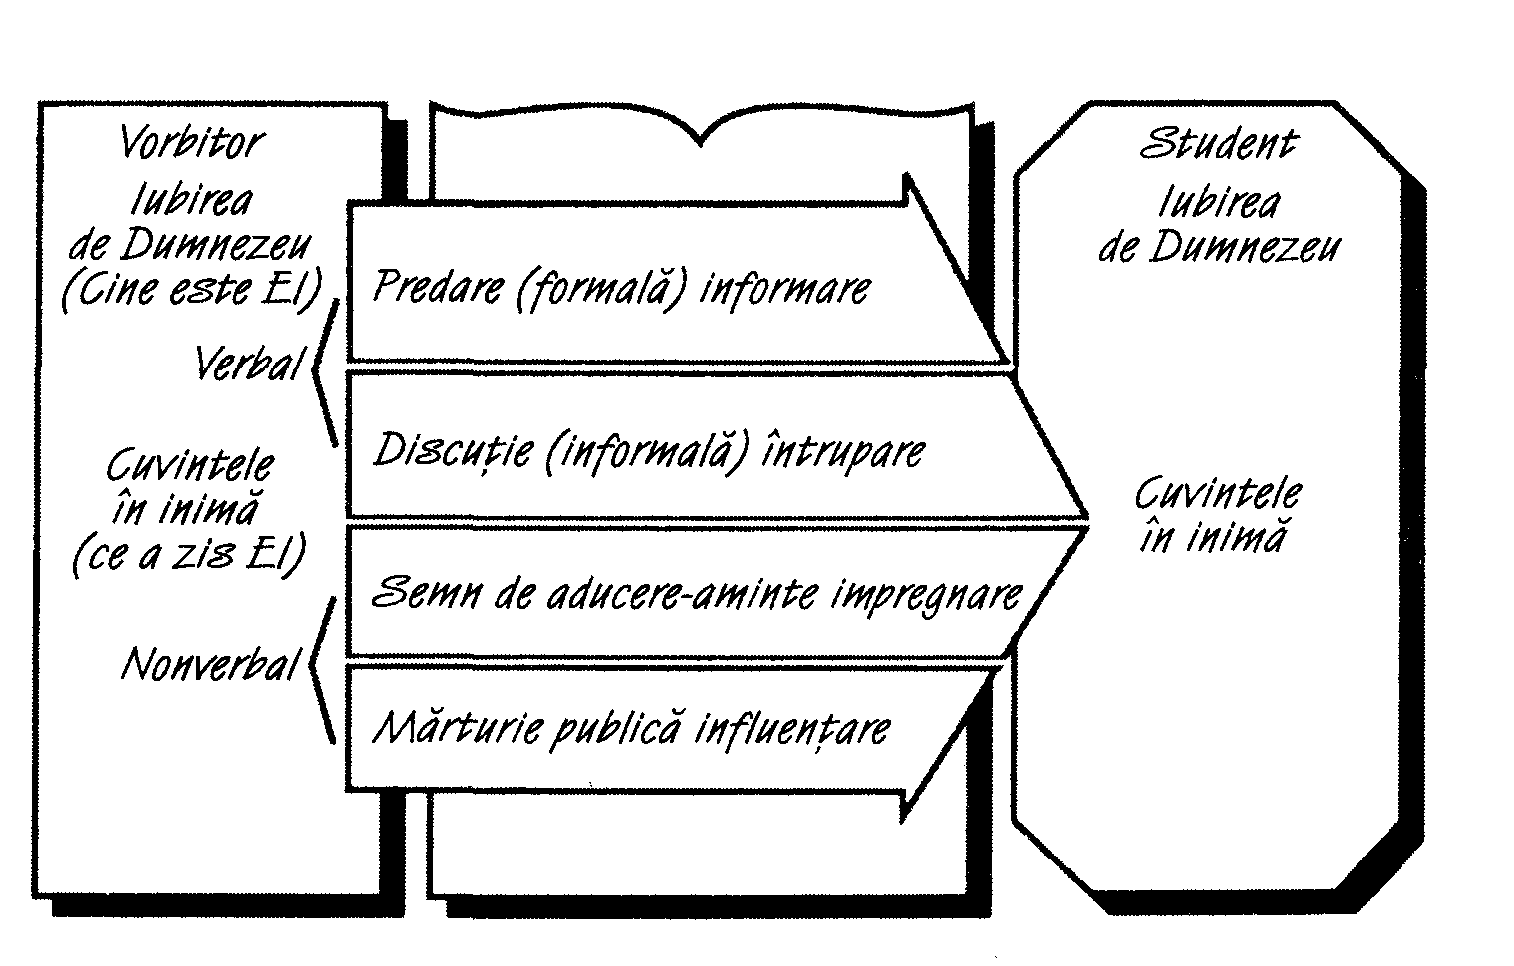 Vorbitor
Iubirea
de Dumnezeu
(Cine este El)
Verbal
Cuvintele
în inimă
(ce a zis El)
Nonverbal
Predare (formală) informare
Discuție (informală) întrupare
Semn de aducere-aminte impregnare
Mărturie publică influențare
Student
Iubirea
de Dumnezeu
Cuvintele
în inimă